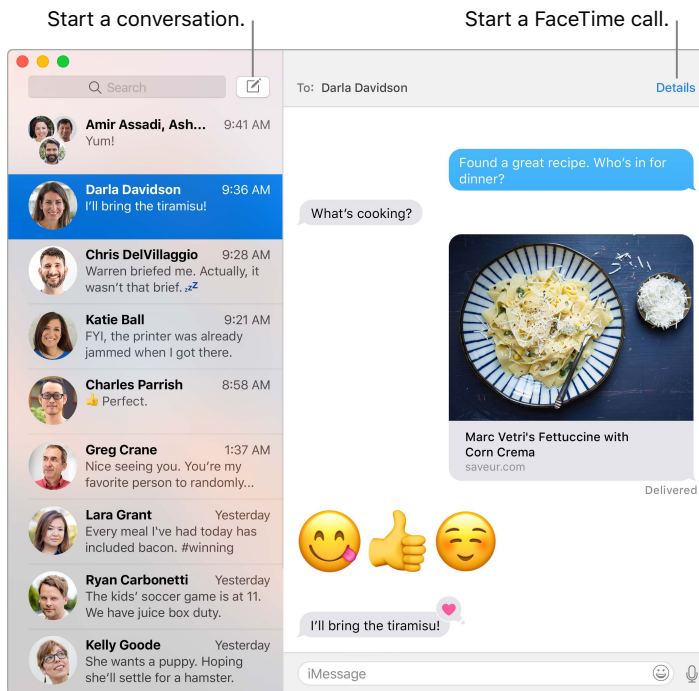 Start a conversation.
Start a FaceTime call.
Search
To: Darla Davidson
Details
Amir Assadi, Ash... 9:41 AM
Yum!
Darla Davidson 9:36 AM
I'll bring the tiramisu!
Chris DelVillaggio 9:28 AM
Warren briefed me. Actually, it
wasn't that brief. 💤
Katie Ball 9:21 AM
FYI, the printer was already
jammed when I got there.
Charles Parrish 8:58 AM
👍 Perfect.
Greg Crane 1:37 AM
Nice seeing you. You're my
favorite person to randomly...
Lara Grant Yesterday
Every meal I've had today has
included bacon. #winning
Ryan Carbonetti Yesterday
The kids' soccer game is at 11.
We have juice box duty.
Kelly Goode Yesterday
She wants a puppy. Hoping
she'll settle for a hamster.
Found a great recipe. Who's in for
dinner?
What's cooking?
Marc Vetri's Fettuccine with
Corn Crema
saveur.com
Delivered
I'll bring the tiramisu!
iMessage